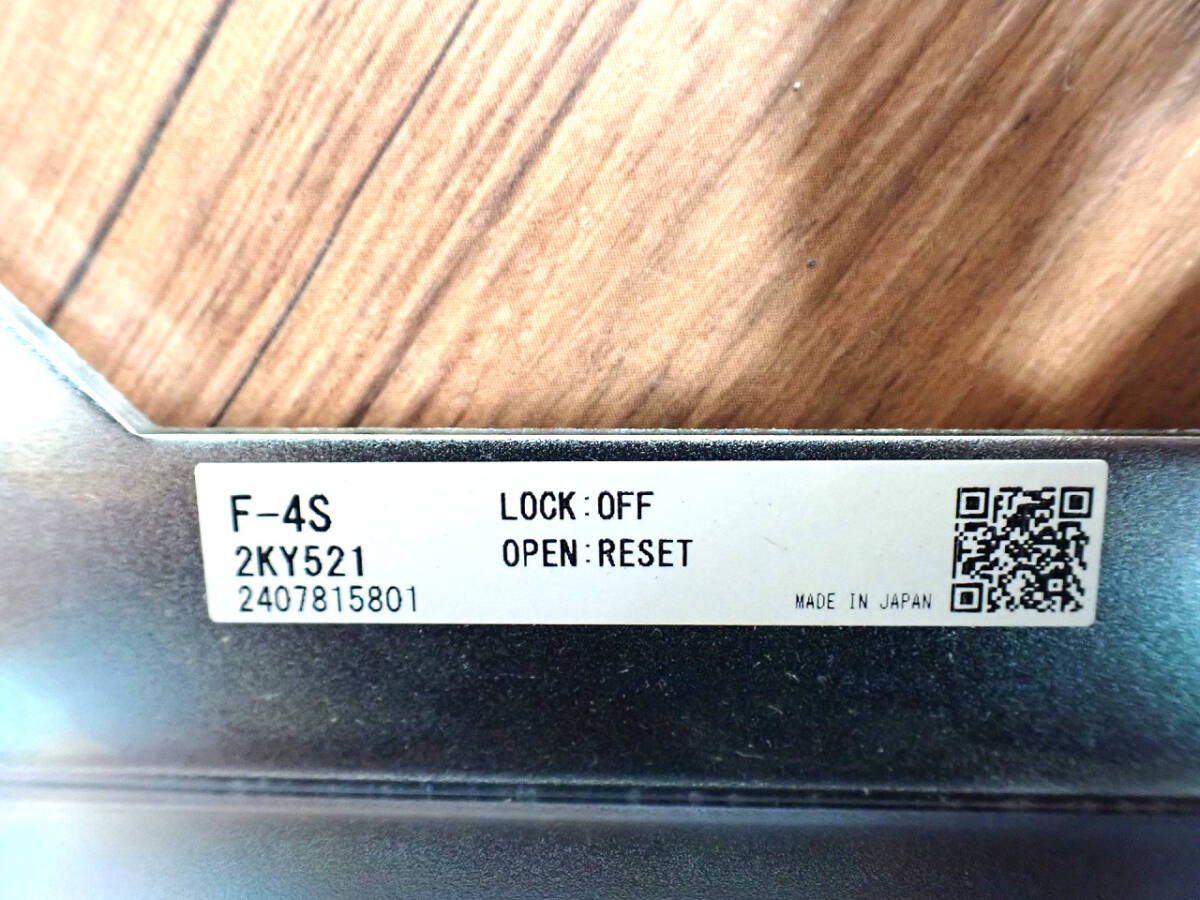 F-4S
2KY521
2407815801
LOCK:OFF
OPEN:RESET
MADE IN JAPAN